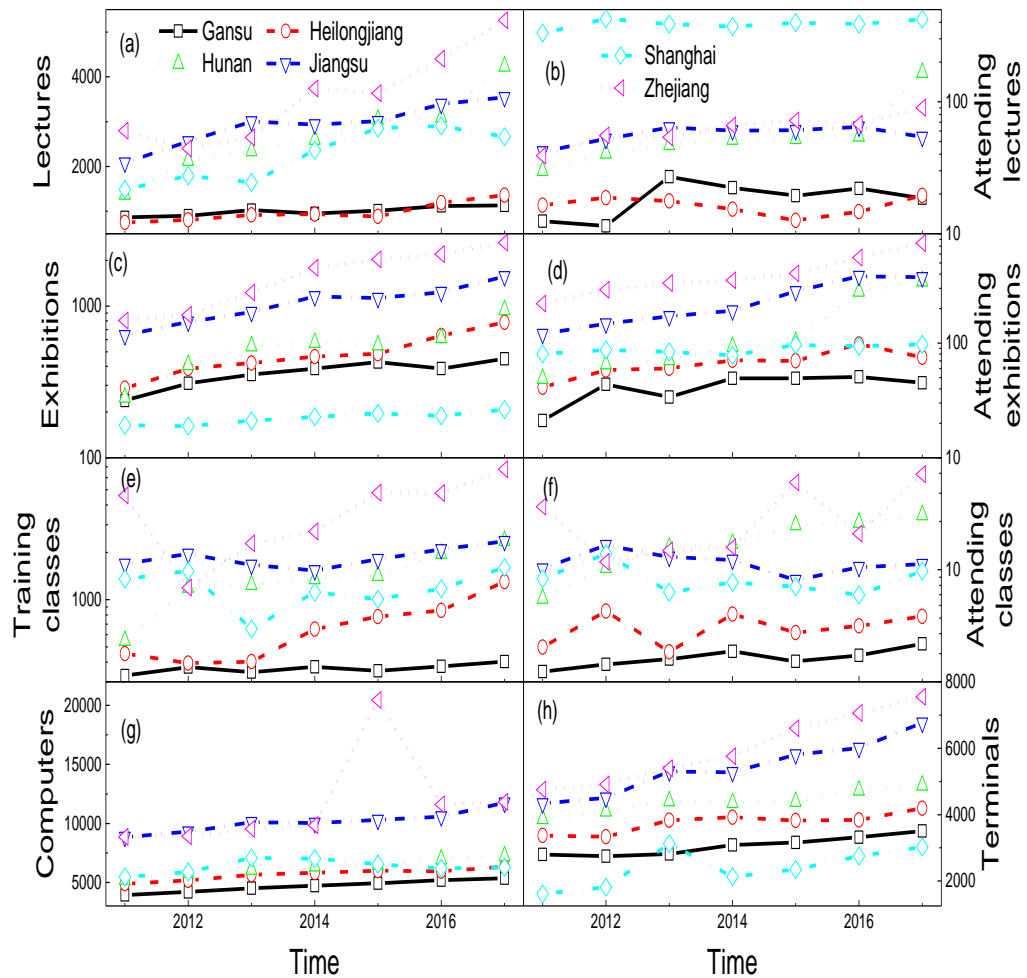 (a)
Gansu
Heilongjiang
Hunan
Jiangsu
4000
2000
Lectures
(b)
Shanghai
Zhejiang
100
10
Attending
lectures
(c)
1000
100
Exhibitions
(d)
1000
100
10
Attending
exhibitions
(e)
1000
Training
classes
(f)
10
Attending
classes
(g)
20000
15000
10000
5000
Computers
2012
2014
2016
Time
(h)
8000
6000
4000
2000
Terminals
2012
2014
2016
Time